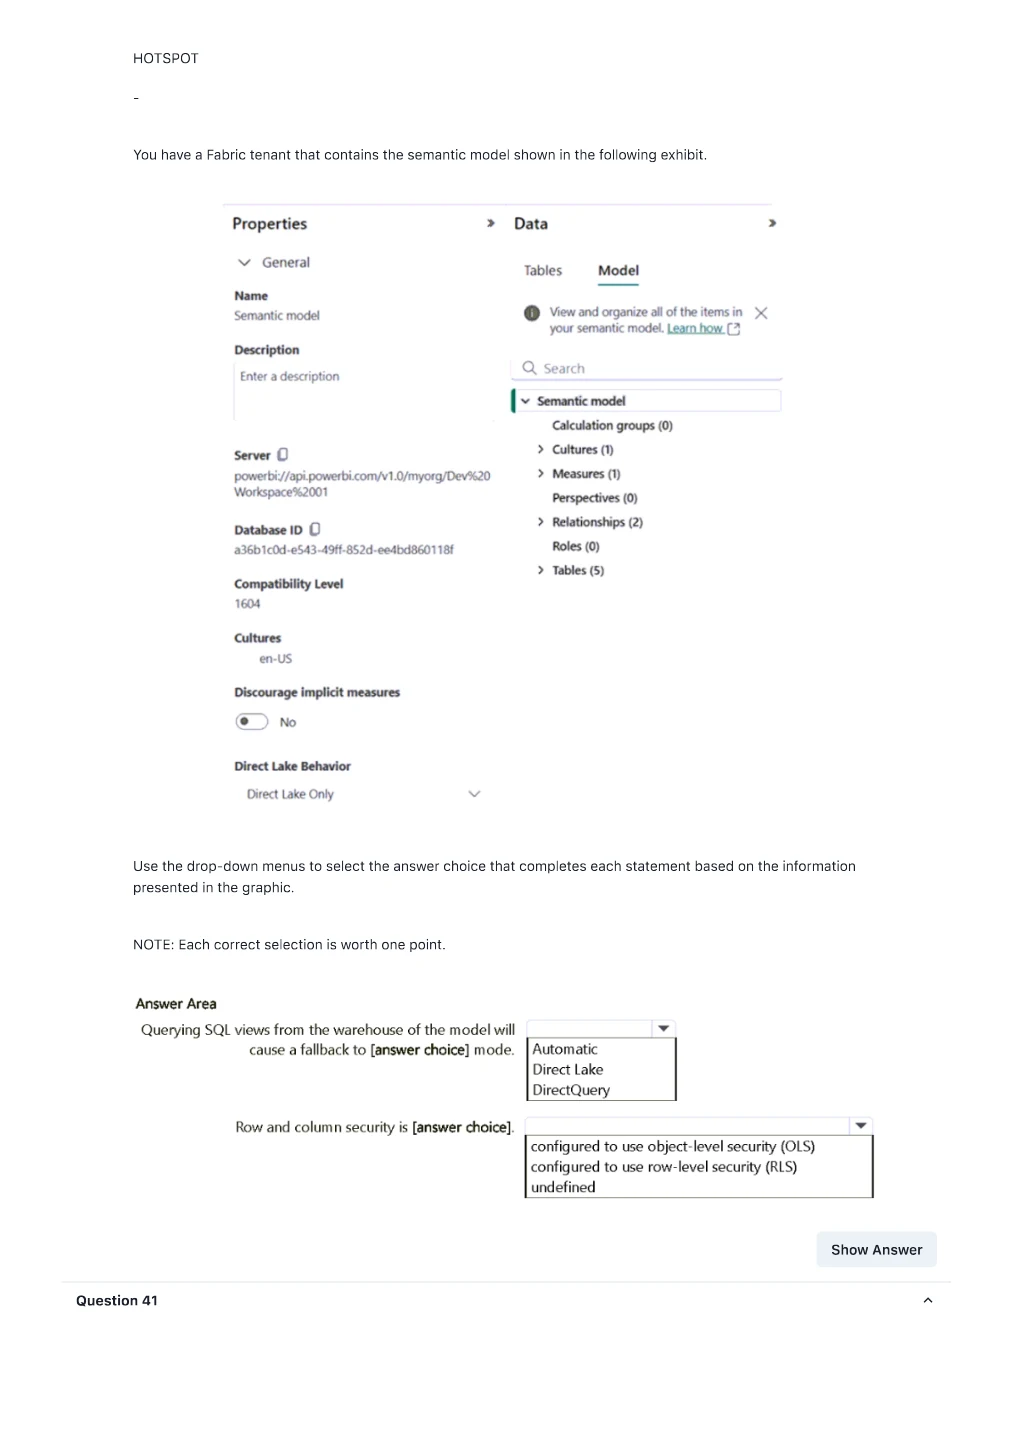 HOTSPOT
-
You have a Fabric tenant that contains the semantic model shown in the following exhibit.
Properties
General
Name
Semantic model
Description
Enter a description
Server
powerbi://api.powerbi.com/v1.0/myorg/Dev%20
Workspace%2001
Database ID
a36b1c0d-e543-49ff-852d-ee4bd860118f
Compatibility Level
1604
Cultures
en-US
Discourage implicit measures
No
Direct Lake Behavior
Direct Lake Only
Data
Tables Model
View and organize all of the items in
your semantic model. Learn how
Search
Semantic model
Calculation groups (0)
Cultures (1)
Measures (1)
Perspectives (0)
Relationships (2)
Roles (0)
Tables (5)
Use the drop-down menus to select the answer choice that completes each statement based on the information
presented in the graphic.
NOTE: Each correct selection is worth one point.
Answer Area
Querying SQL views from the warehouse of the model will
cause a fallback to [answer choice] mode.
Automatic
Direct Lake
DirectQuery
Row and column security is [answer choice].
configured to use object-level security (OLS)
configured to use row-level security (RLS)
undefined
Show Answer
Question 41